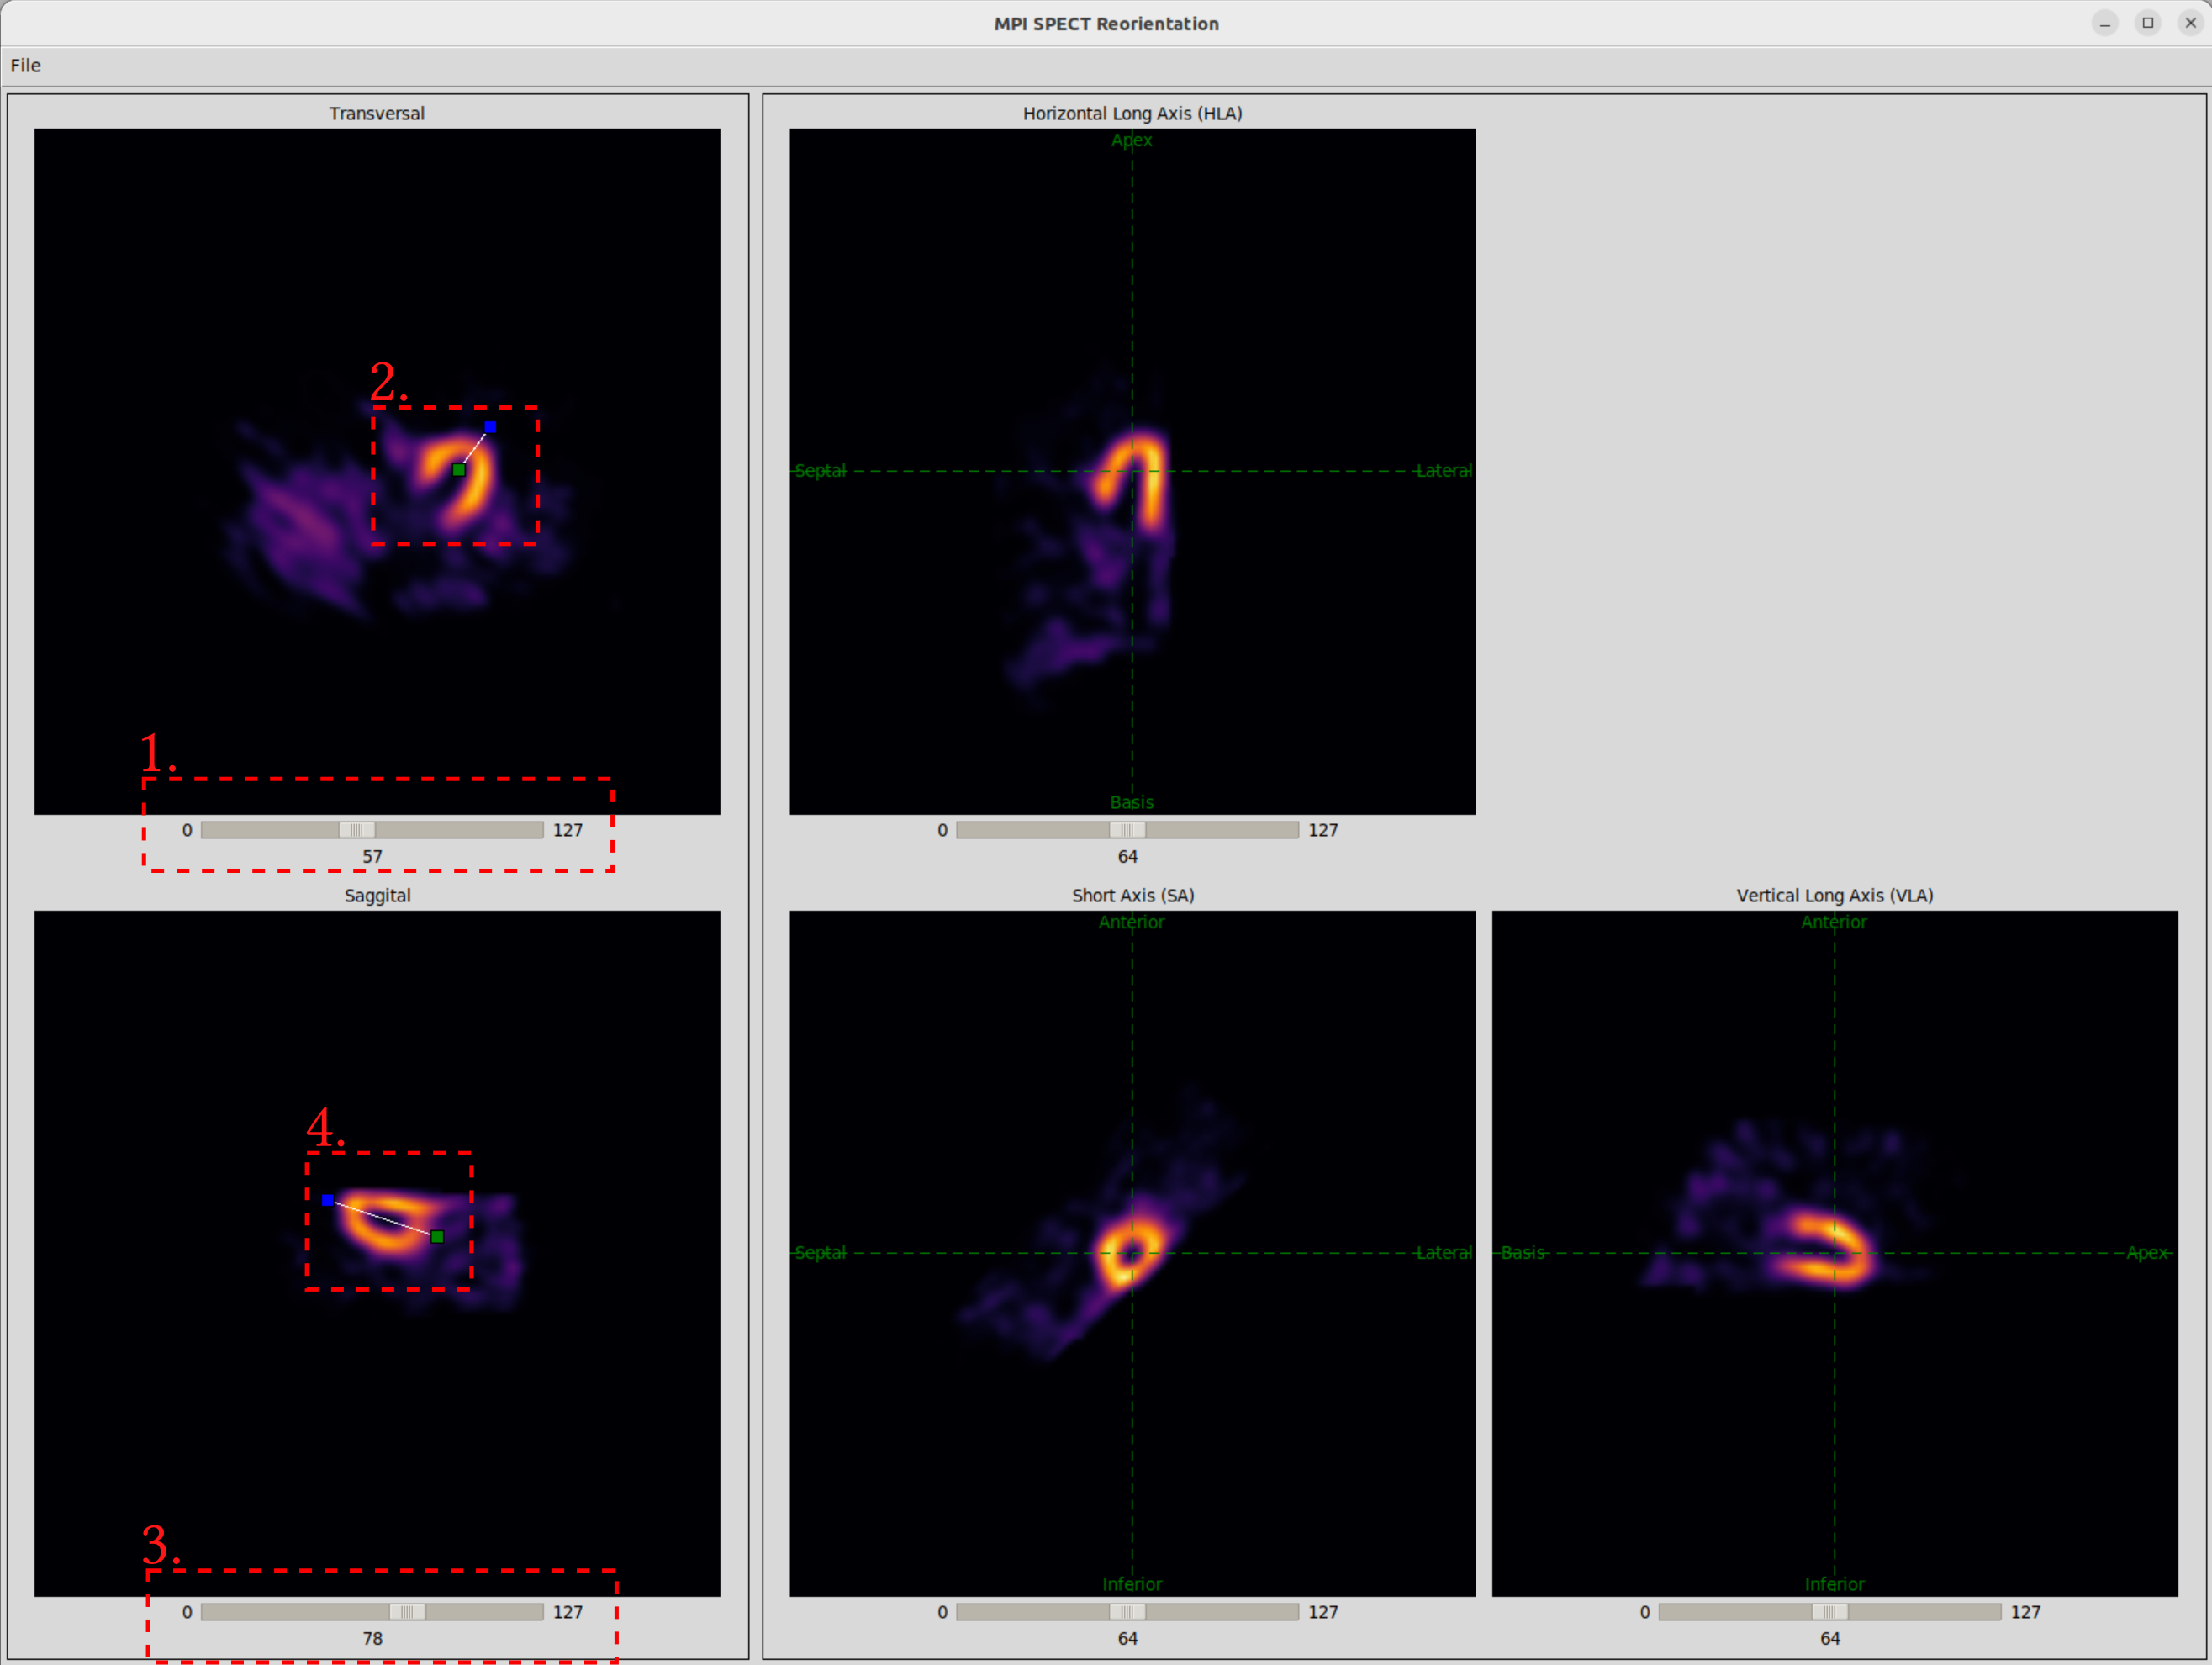 MPI SPECT Reorientation
File
Transversal
2.
1.
0 127
57
Horizontal Long Axis (HLA)
Apex
Septal Lateral
Basis
0 127
64
Saggital
4.
3.
0 127
78
Short Axis (SA)
Anterior
Septal Lateral
Inferior
0 127
64
Vertical Long Axis (VLA)
Anterior
Basis Apex
Inferior
0 127
64